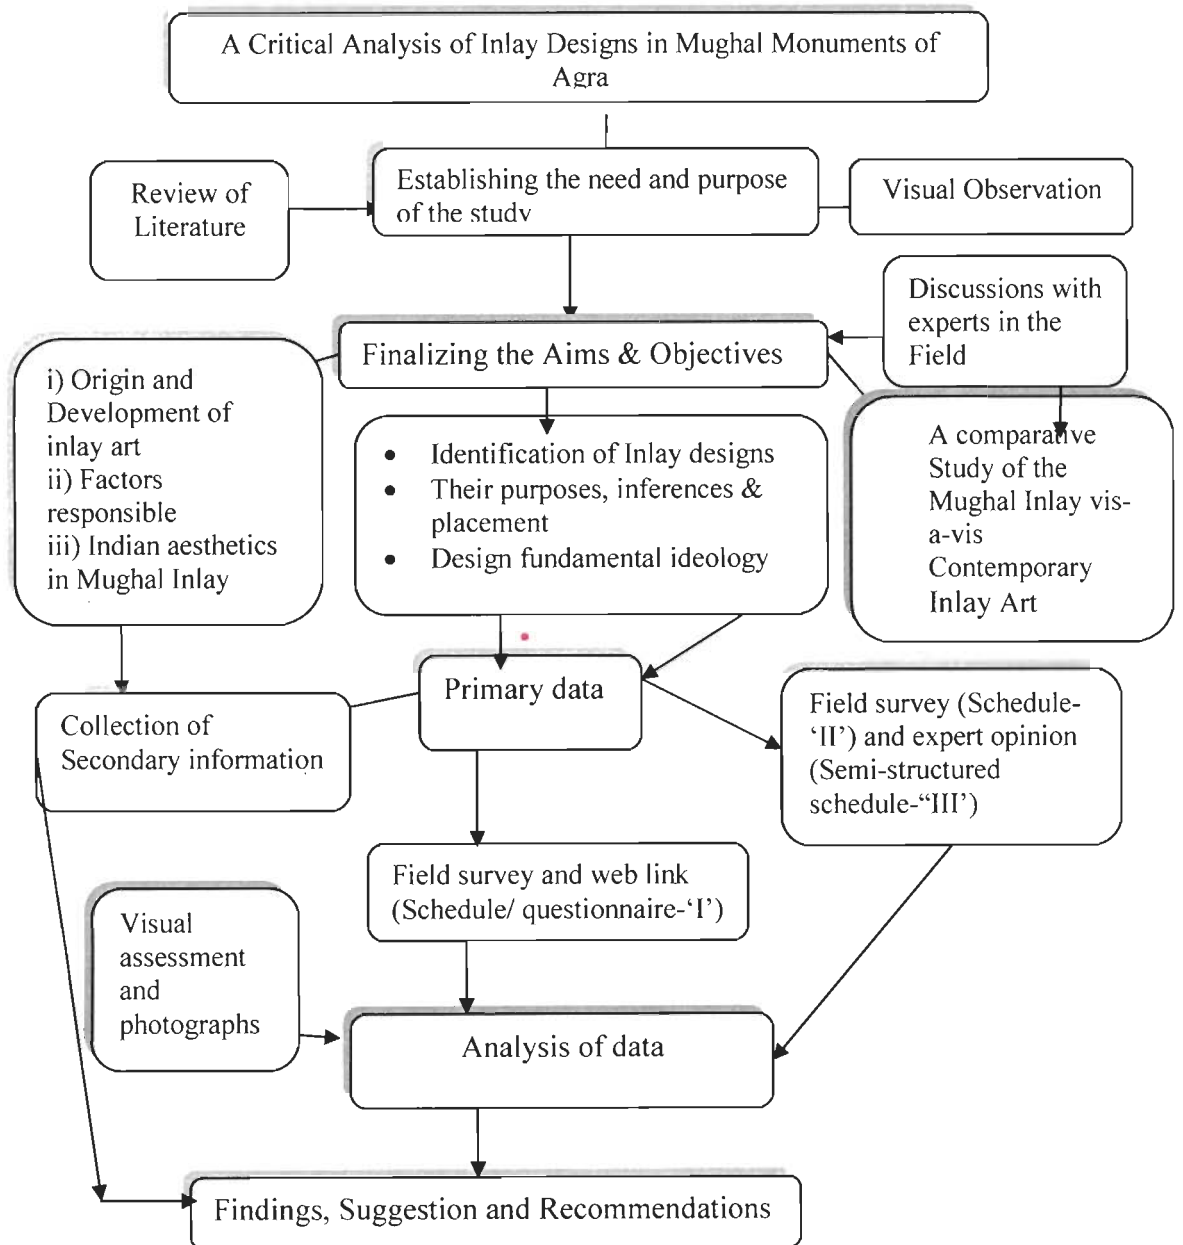 A Critical Analysis of Inlay Designs in Mughal Monuments of
Agra
Review of
Literature
Establishing the need and purpose
of the study
Visual Observation
Discussions with
experts in the
Field
Finalizing the Aims & Objectives
i) Origin and
Development of
inlay art
ii) Factors
responsible
iii) Indian aesthetics
in Mughal Inlay
• Identification of Inlay designs
• Their purposes, inferences &
placement
• Design fundamental ideology
A comparative
Study of the
Mughal Inlay vis-
a-vis
Contemporary
Inlay Art
Primary data
Collection of
Secondary information
Field survey (Schedule-
‘II’) and expert opinion
(Semi-structured
schedule-“III’)
Field survey and web link
(Schedule/ questionnaire-‘I’)
Visual
assessment
and
photographs
Analysis of data
Findings, Suggestion and Recommendations